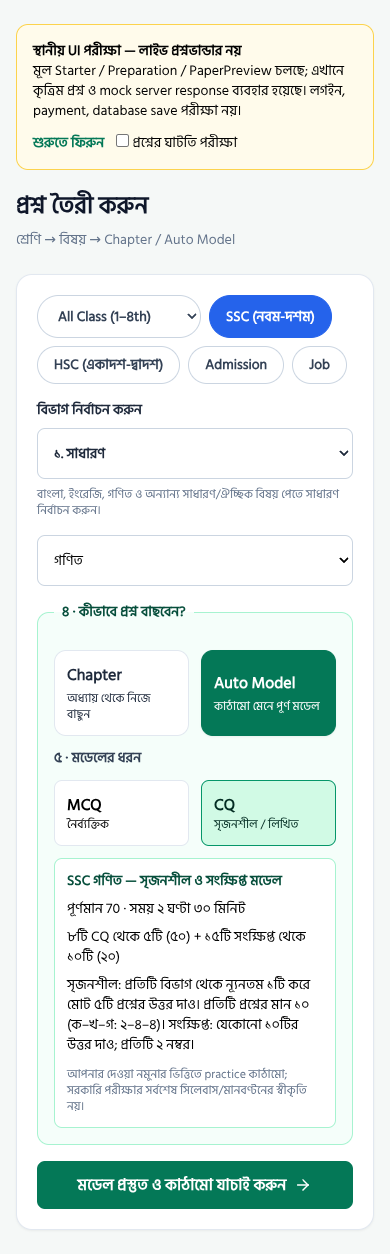 স্থানীয় UI পরীক্ষা — লাইভ প্রশ্নভান্ডার নয়
মূল Starter / Preparation / PaperPreview চলছে; এখানে
কৃত্রিম প্রশ্ন ও mock server response ব্যবহার হয়েছে। লগইন,
payment, database save পরীক্ষা নয়।
শুরুতে ফিরুন প্রশ্নের ঘাটতি পরীক্ষা
প্রশ্ন তৈরী করুন
শ্রেণি → বিষয় → Chapter / Auto Model
All Class (1–8th) SSC (নবম-দশম)
HSC (একাদশ-দ্বাদশ) Admission Job
বিভাগ নির্বাচন করুন
১. সাধারণ
বাংলা, ইংরেজি, গণিত ও অন্যান্য সাধারণ/ঐচ্ছিক বিষয় পেতে সাধারণ
নির্বাচন করুন।
গণিত
৪ · কীভাবে প্রশ্ন বাছবেন?
Chapter
অধ্যায় থেকে নিজে
বাছুন
Auto Model
কাঠামো মেনে পূর্ণ মডেল
৫ · মডেলের ধরন
MCQ
নৈর্ব্যক্তিক
CQ
সৃজনশীল / লিখিত
SSC গণিত — সৃজনশীল ও সংক্ষিপ্ত মডেল
পূর্ণমান 70 · সময় ২ ঘণ্টা ৩০ মিনিট
৮টি CQ থেকে ৫টি (৫০) + ১৫টি সংক্ষিপ্ত থেকে
১০টি (২০)
সৃজনশীল: প্রতিটি বিভাগ থেকে ন্যূনতম ১টি করে
মোট ৫টি প্রশ্নের উত্তর দাও। প্রতিটি প্রশ্নের মান ১০
(ক–খ–গ: ২–৪–৪)। সংক্ষিপ্ত: যেকোনো ১০টির
উত্তর দাও; প্রতিটি ২ নম্বর।
আপনার দেওয়া নমুনার ভিত্তিতে practice কাঠামো;
সরকারি পরীক্ষার সর্বশেষ সিলেবাস/মানবণ্টনের স্বীকৃতি
নয়।
মডেল প্রস্তুত ও কাঠামো যাচাই করুন →